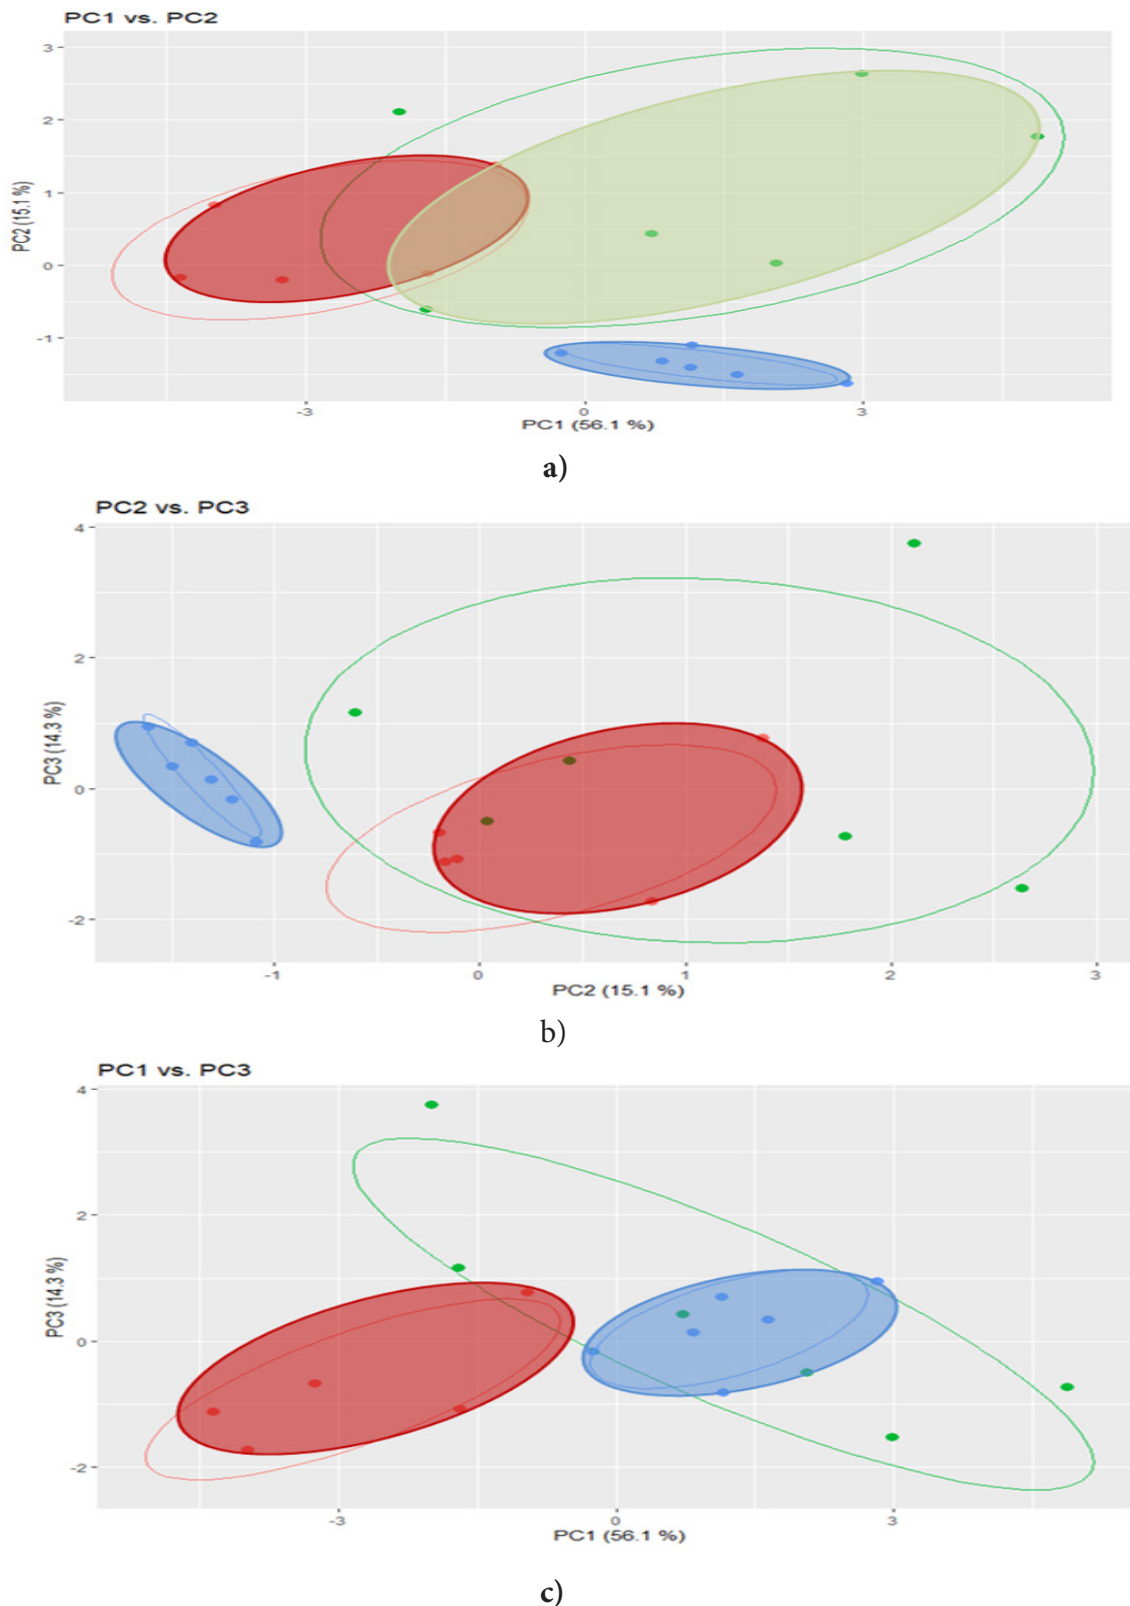 PC1 vs. PC2
3
2
1
0
-1
PC2 (15.1 %)
-3
0
3
PC1 (56.1 %)
a)
PC2 vs. PC3
4
2
0
-2
PC3 (14.3 %)
-1
0
1
2
3
PC2 (15.1 %)
b)
PC1 vs. PC3
4
2
0
-2
PC3 (14.3 %)
-3
0
3
PC1 (56.1 %)
c)